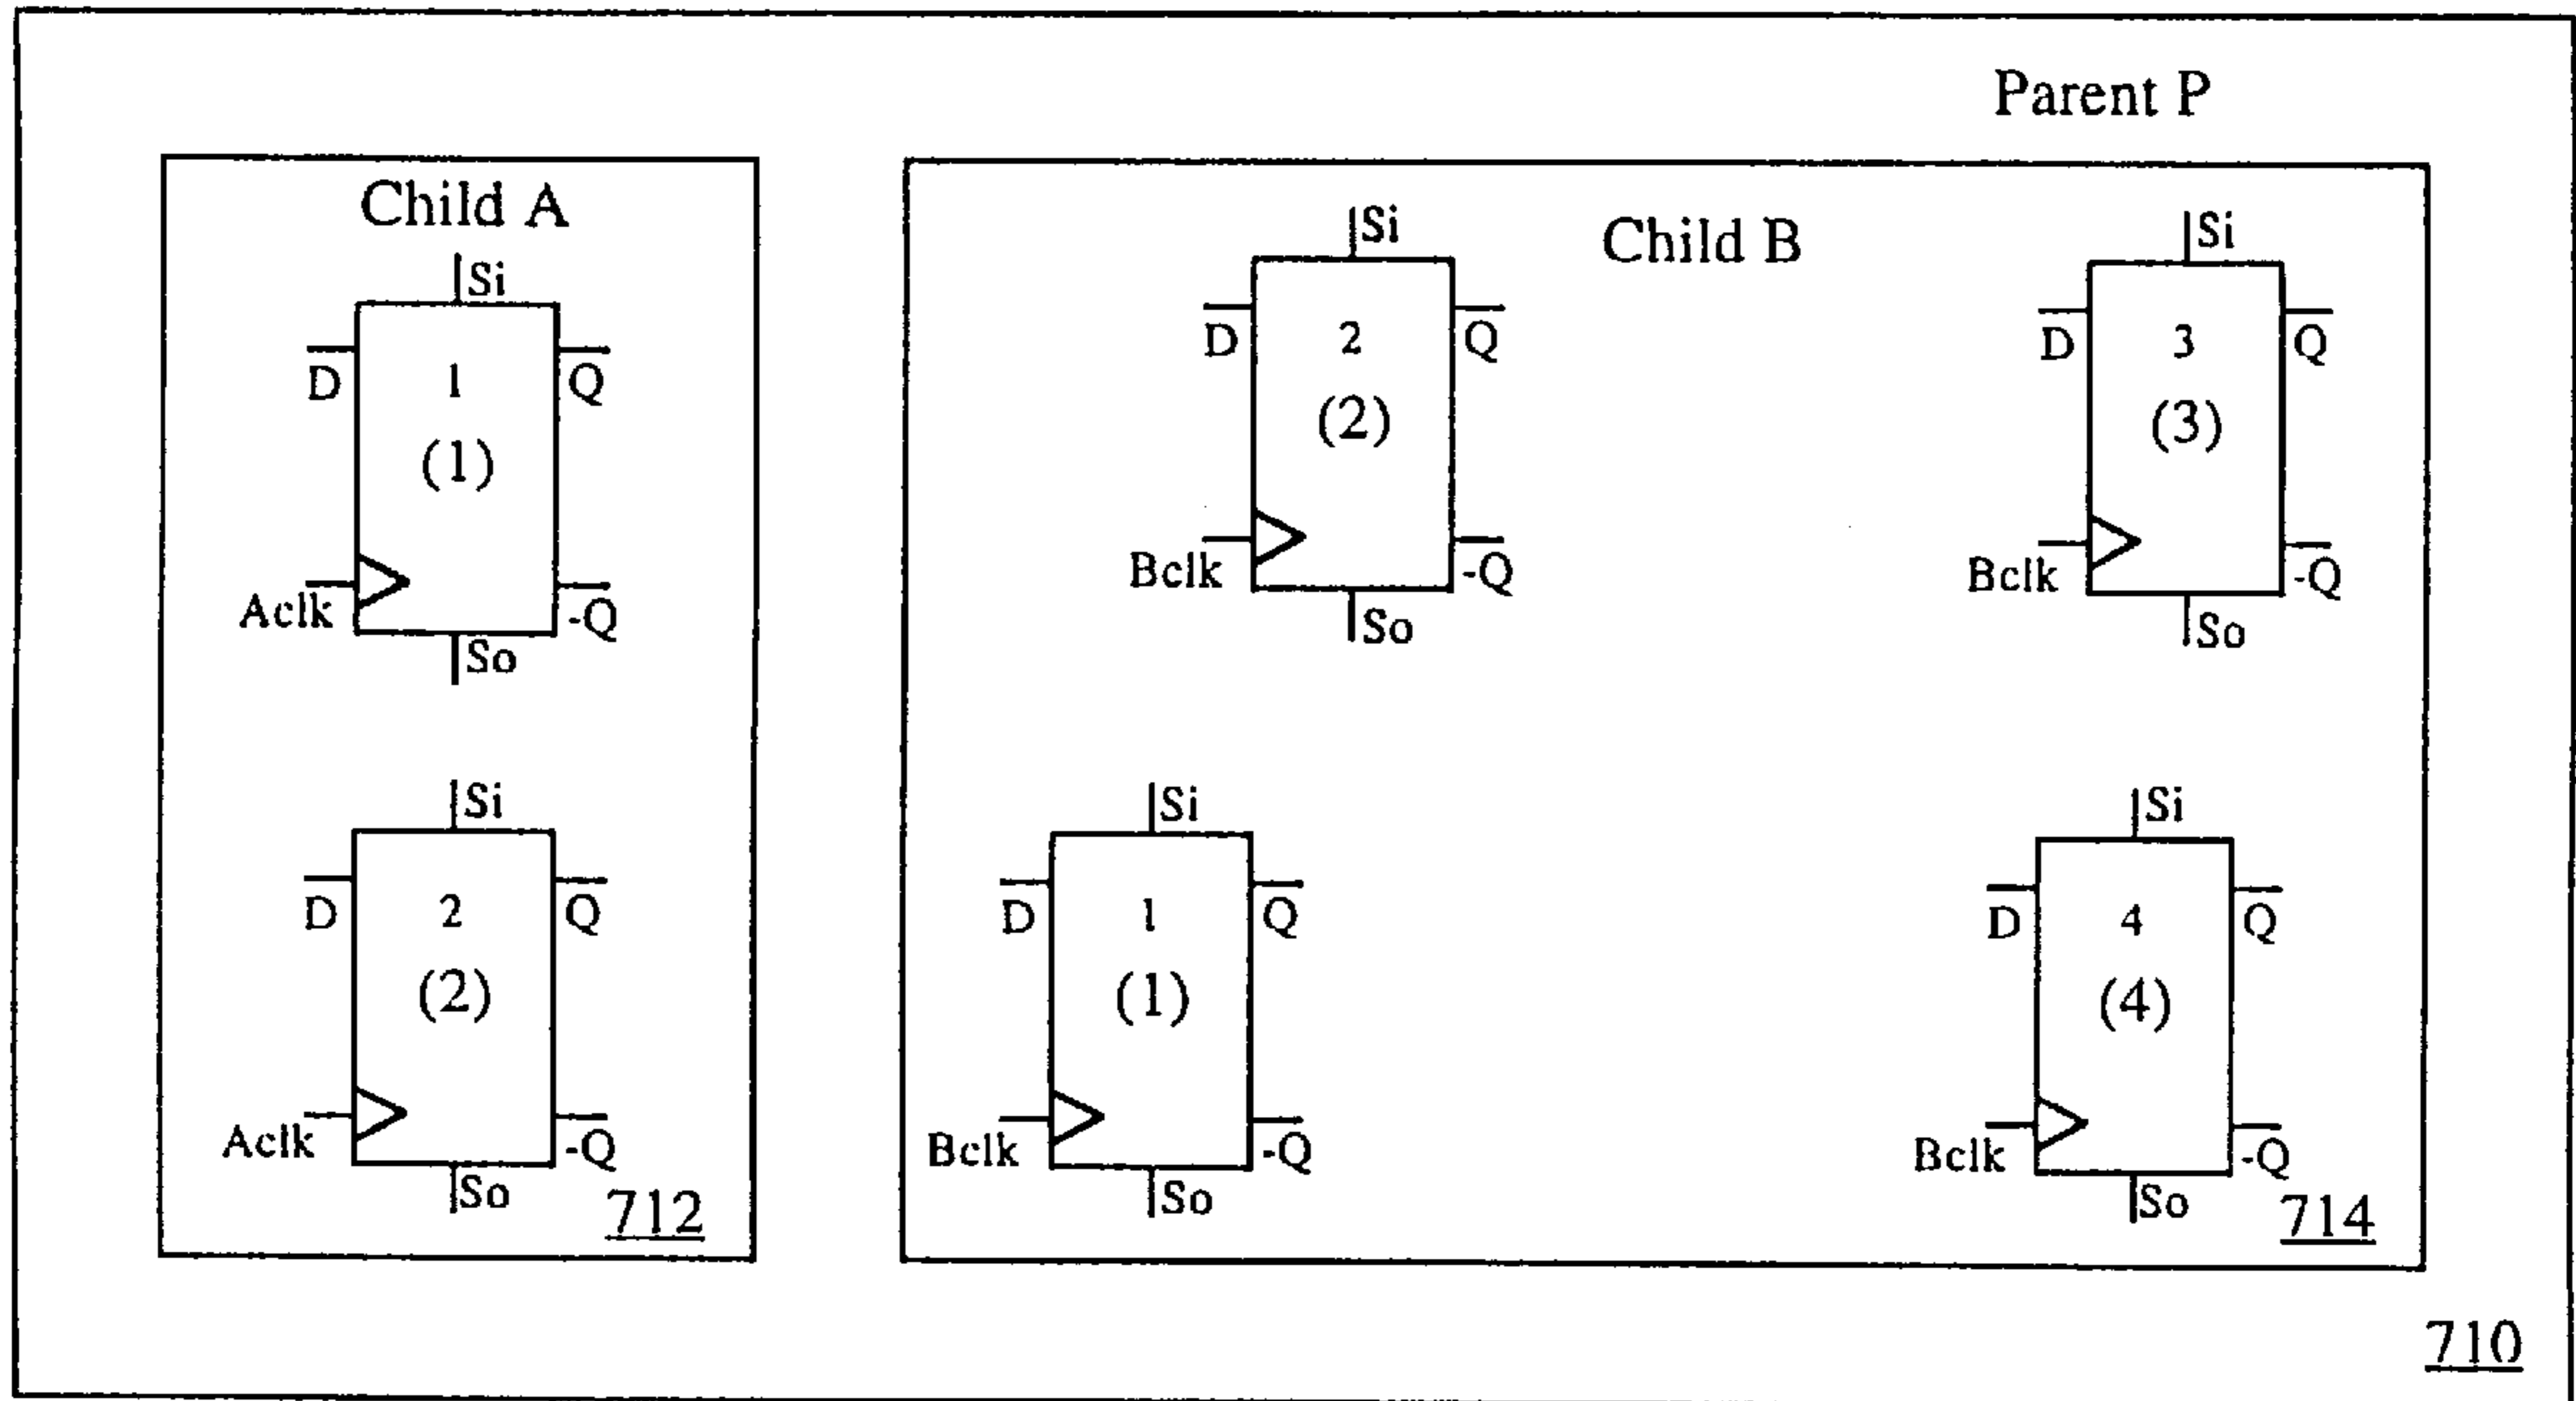 Parent P
Child A
Si
D
1
Q
(1)
Aclk
-Q
So
Si
D
2
Q
(2)
Aclk
-Q
So
712
Child B
Si
D
2
Q
(2)
Bclk
-Q
So
Si
D
3
Q
(3)
Bclk
-Q
So
Si
D
1
Q
(1)
Bclk
-Q
So
Si
D
4
Q
(4)
Bclk
-Q
So
714
710